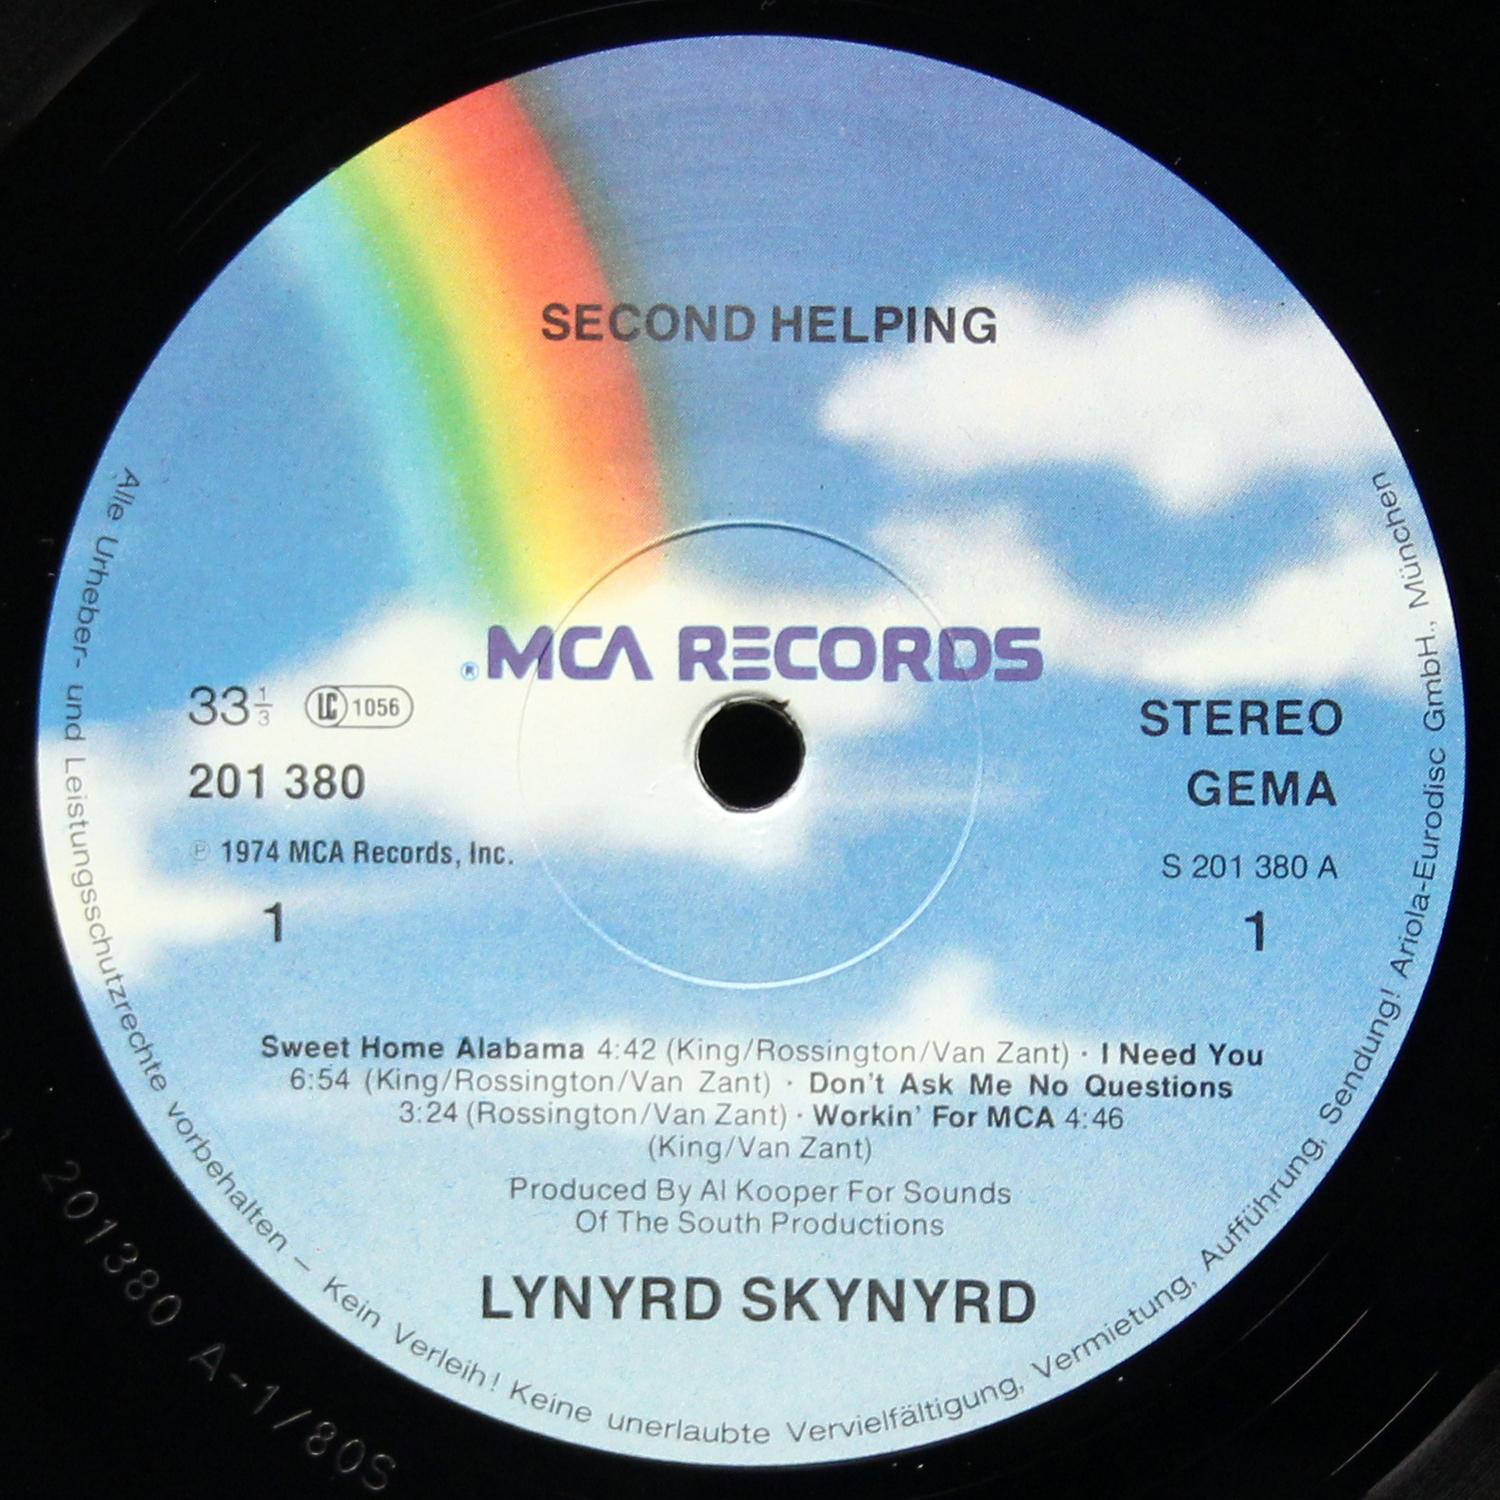 SECOND HELPING
® MCA RECORDS
33 1/3 LC 1056
201 380
℗ 1974 MCA Records, Inc.
1
STEREO
GEMA
S 201 380 A
1
Sweet Home Alabama 4:42 (King/Rossington/Van Zant) · I Need You
6:54 (King/Rossington/Van Zant) · Don't Ask Me No Questions
3:24 (Rossington/Van Zant) · Workin' For MCA 4:46
(King/Van Zant)
Produced By Al Kooper For Sounds
Of The South Productions
LYNYRD SKYNYRD
Alle Urheber- und Leistungsschutzrechte vorbehalten – Kein Verleih! Keine unerlaubte Vervielfältigung, Vermietung, Aufführung, Sendung! Ariola-Eurodisc GmbH., München
201380 A-1/80S